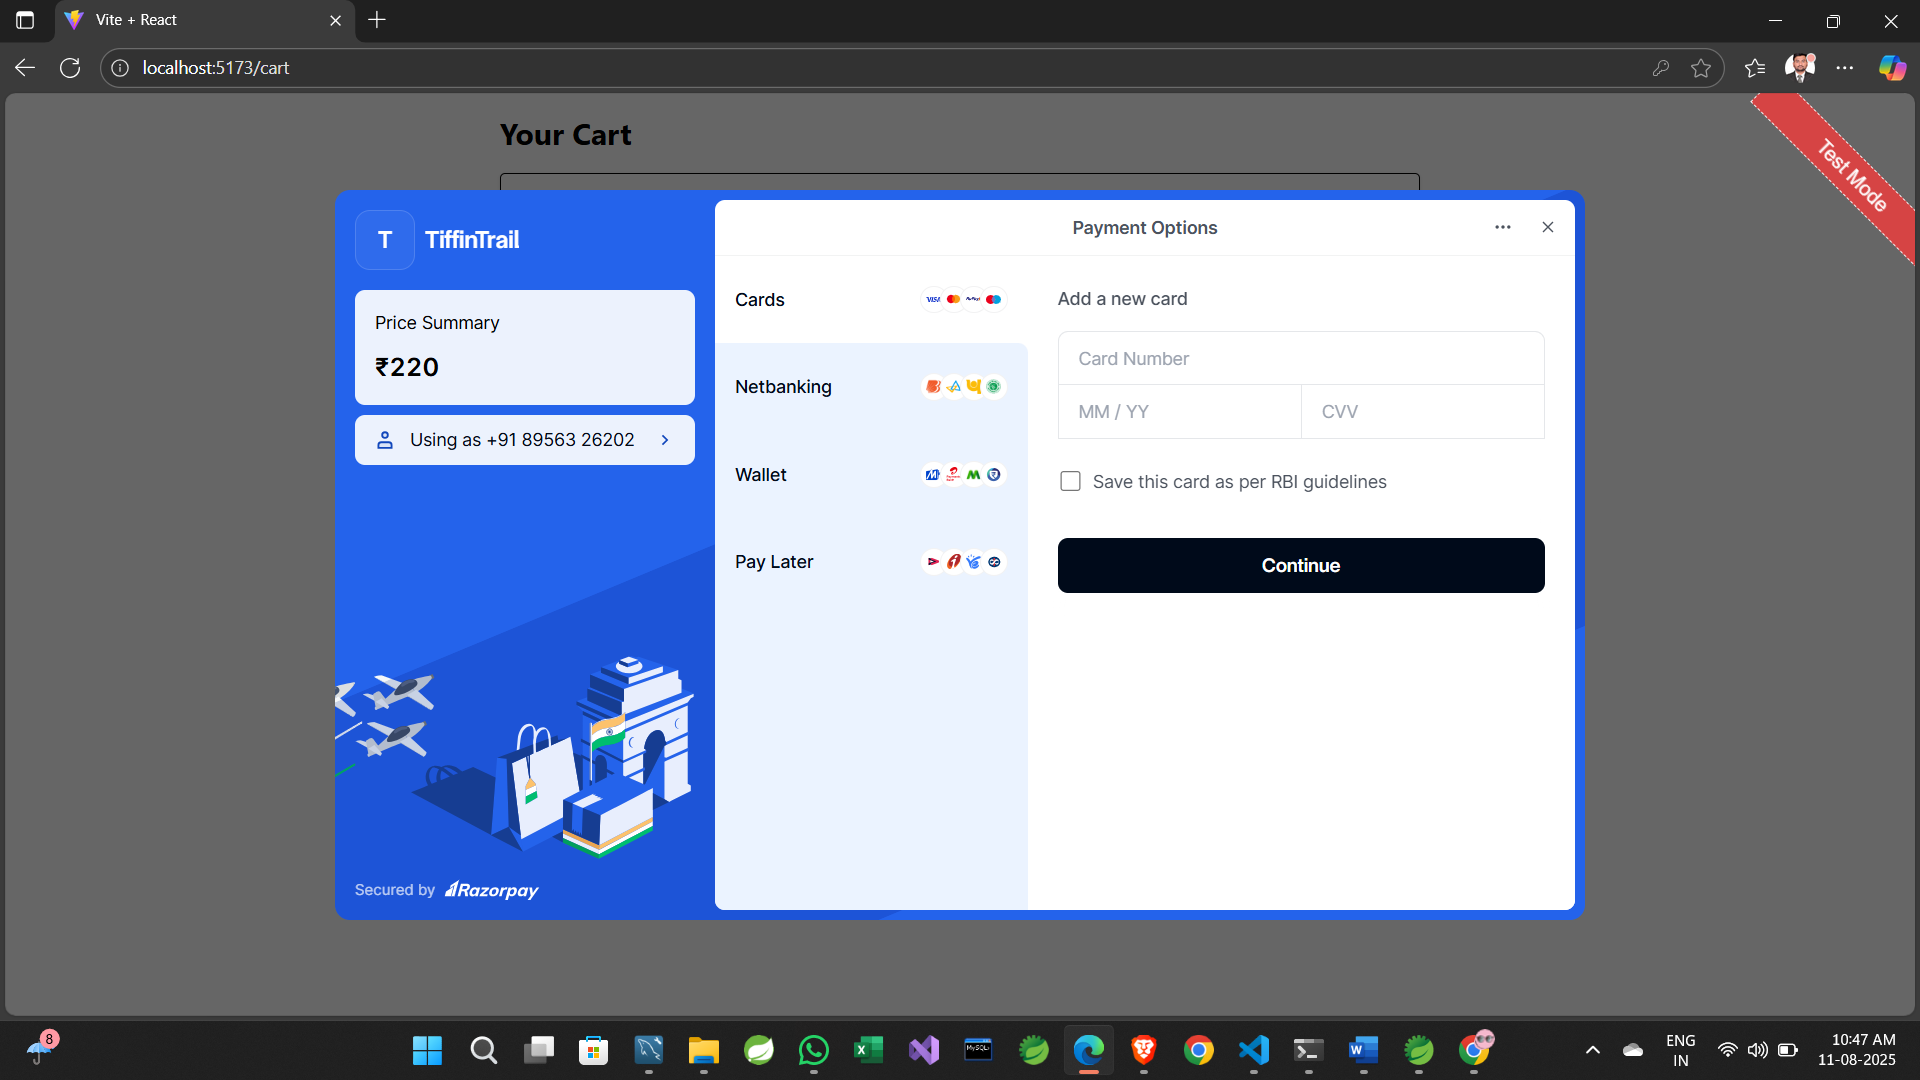 Vite + React
localhost:5173/cart
Your Cart
Test Mode
T
TiffinTrail
Price Summary
₹220
Using as +91 89563 26202
Secured by Razorpay
Payment Options
Cards
VISA
Netbanking
Wallet
Pay Later
Add a new card
Card Number
MM / YY
CVV
Save this card as per RBI guidelines
Continue
8
MySQL
ENG
IN
10:47 AM
11-08-2025